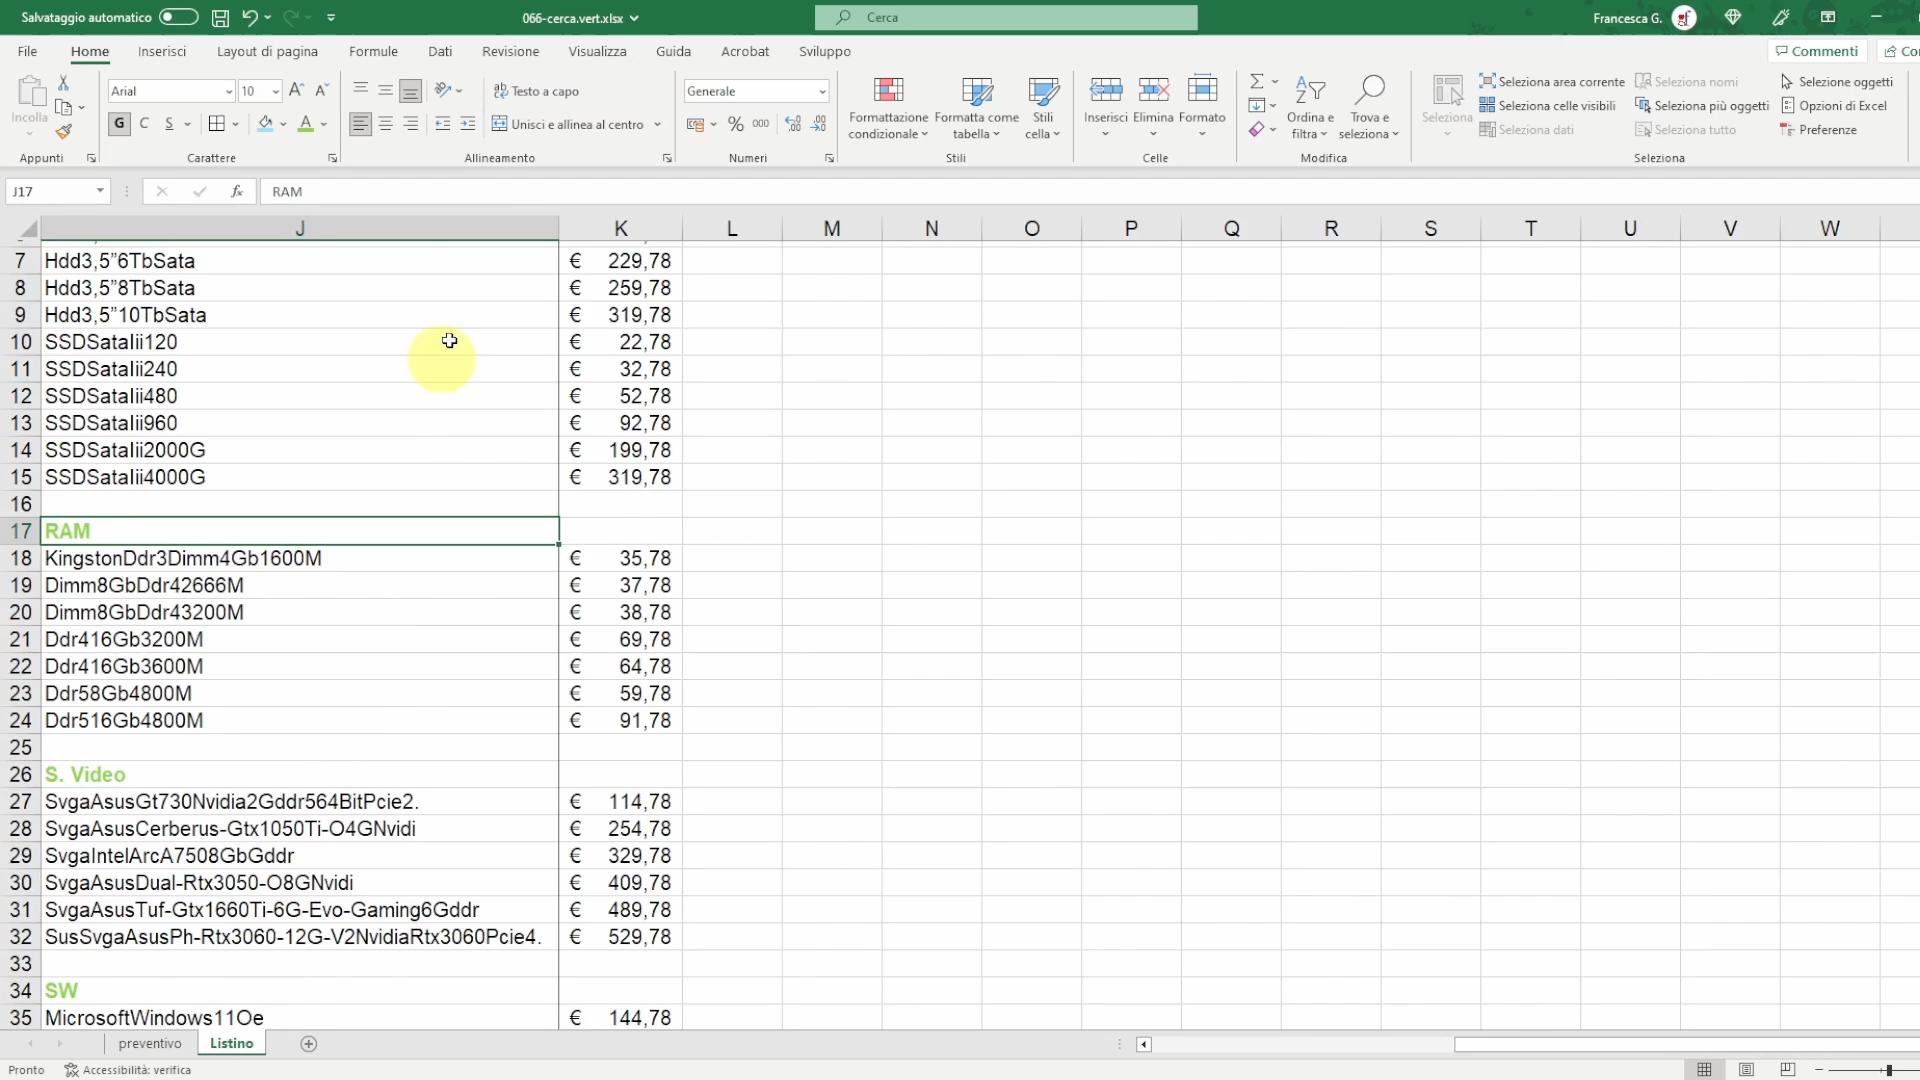 Salvataggio automatico
066-cerca.vert.xlsx
Cerca
Francesca G.
File Home Inserisci Layout di pagina Formule Dati Revisione Visualizza Guida Acrobat Sviluppo
Commenti
Con
Incolla
Arial 10
Testo a capo
Generale
Formattazione condizionale
Formatta come tabella
Stili cella
Inserisci Elimina Formato
Ordina e filtra
Trova e seleziona
Seleziona
Seleziona area corrente
Seleziona nomi
Selezione oggetti
Seleziona celle visibili
Seleziona più oggetti
Opzioni di Excel
G C S
Unisci e allinea al centro
% 000
Seleziona dati
Seleziona tutto
Preferenze
Appunti Carattere Allineamento Numeri Stili Celle Modifica Seleziona
J17 fx RAM
J K L M N O P Q R S T U V W
7 Hdd3,5”6TbSata € 229,78
8 Hdd3,5”8TbSata € 259,78
9 Hdd3,5”10TbSata € 319,78
10 SSDSataIii120 € 22,78
11 SSDSataIii240 € 32,78
12 SSDSataIii480 € 52,78
13 SSDSataIii960 € 92,78
14 SSDSataIii2000G € 199,78
15 SSDSataIii4000G € 319,78
16
17 RAM
18 KingstonDdr3Dimm4Gb1600M € 35,78
19 Dimm8GbDdr42666M € 37,78
20 Dimm8GbDdr43200M € 38,78
21 Ddr416Gb3200M € 69,78
22 Ddr416Gb3600M € 64,78
23 Ddr58Gb4800M € 59,78
24 Ddr516Gb4800M € 91,78
25
26 S. Video
27 SvgaAsusGt730Nvidia2Gddr564BitPcie2. € 114,78
28 SvgaAsusCerberus-Gtx1050Ti-O4GNvidi € 254,78
29 SvgaIntelArcA7508GbGddr € 329,78
30 SvgaAsusDual-Rtx3050-O8GNvidi € 409,78
31 SvgaAsusTuf-Gtx1660Ti-6G-Evo-Gaming6Gddr € 489,78
32 SusSvgaAsusPh-Rtx3060-12G-V2NvidiaRtx3060Pcie4. € 529,78
33
34 SW
35 MicrosoftWindows11Oe € 144,78
preventivo Listino
Pronto Accessibilità: verifica